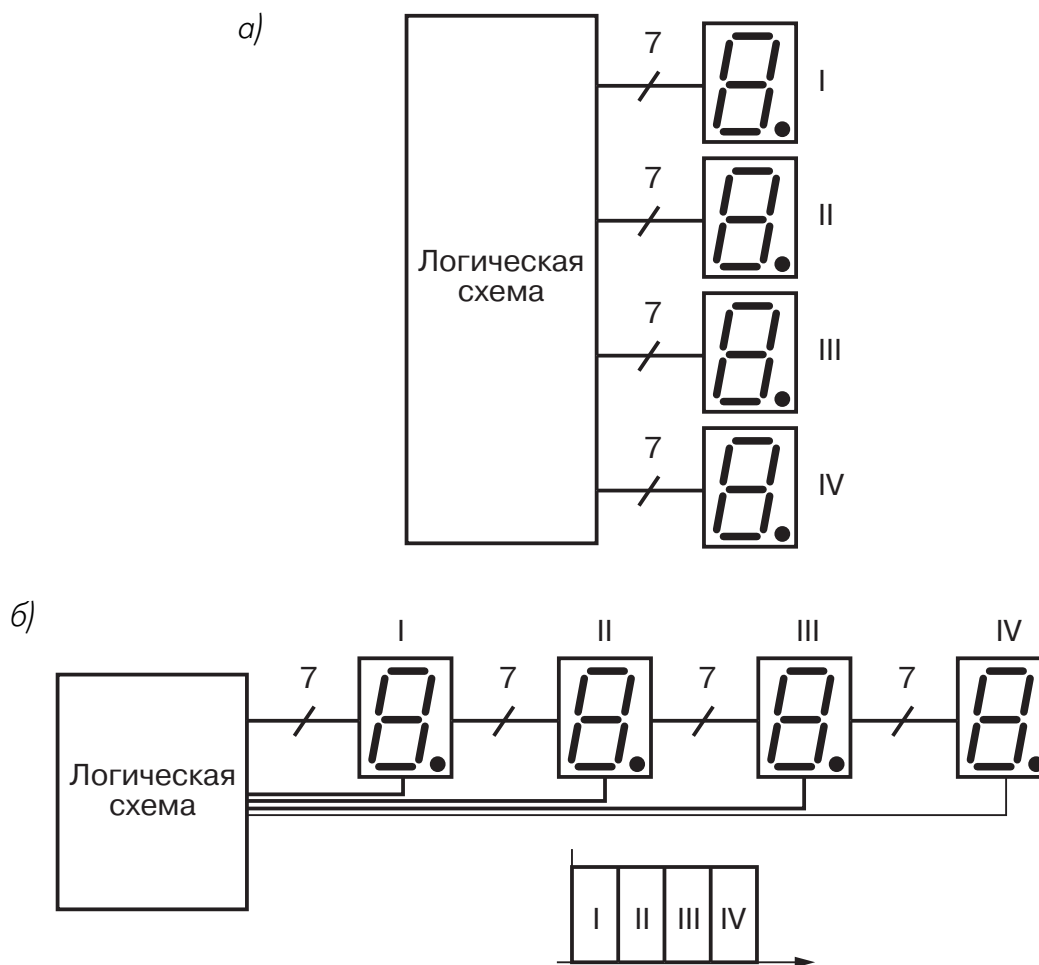 а)
7
I
7
II
Логическая
схема
7
III
7
IV
б)
I II III IV
7 7 7 7
Логическая
схема
I II III IV